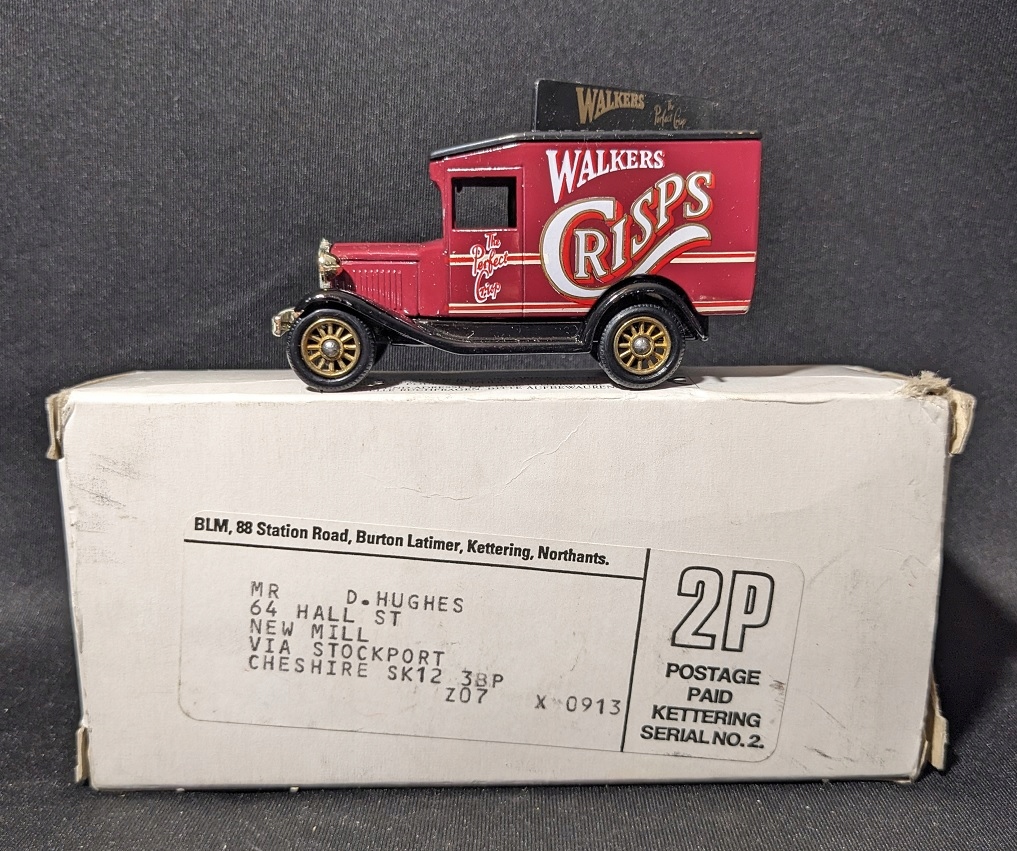 WALKERS
The
Perfect Crisp
WALKERS
CRISPS
The
Perfect
Crisp
BITTE AUFBEWAHREN
BLM, 88 Station Road, Burton Latimer, Kettering, Northants.
MR D.HUGHES
64 HALL ST
NEW MILL
VIA STOCKPORT
CHESHIRE SK12 3BP
Z07 X 0913
2P
POSTAGE
PAID
KETTERING
SERIAL NO. 2.